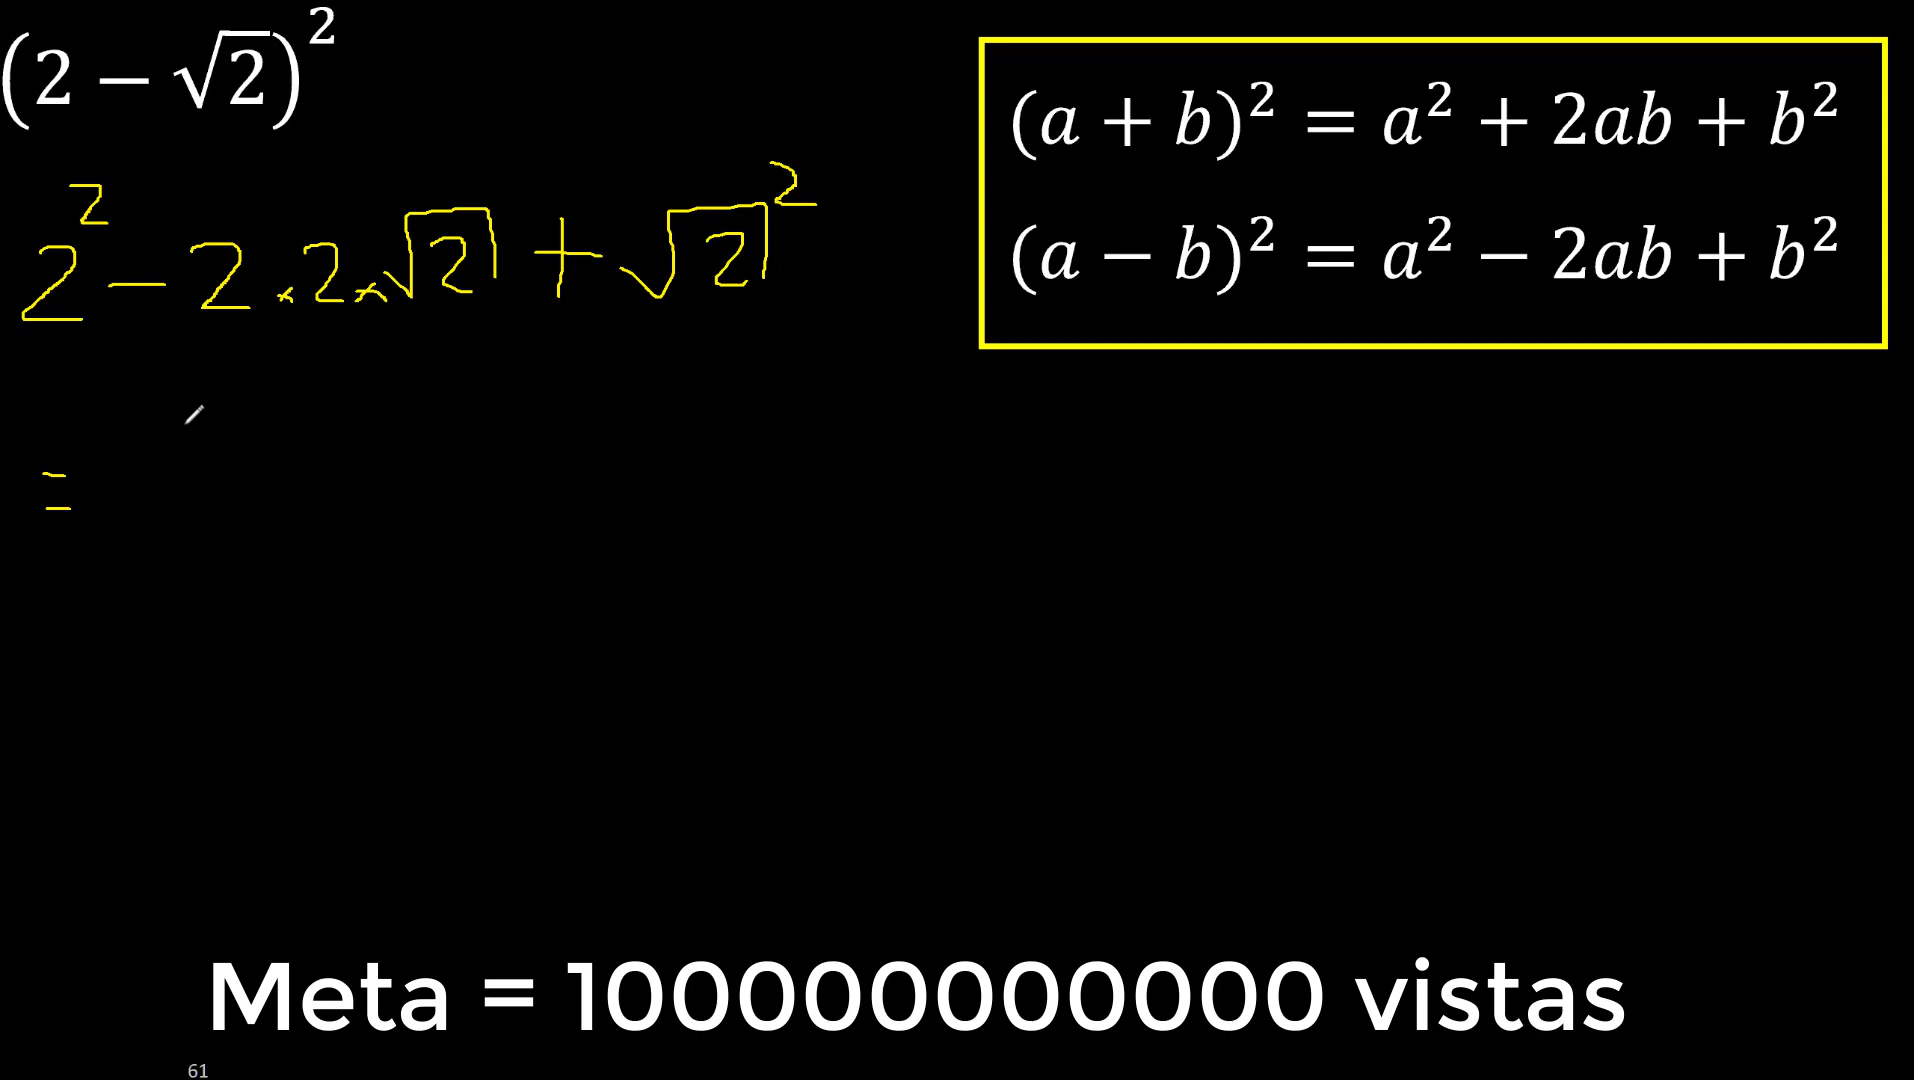 (2 − √2)²
2² − 2 × 2 × √2 + √2²
=
(a + b)² = a² + 2ab + b²
(a − b)² = a² − 2ab + b²
Meta = 100000000000 vistas
61